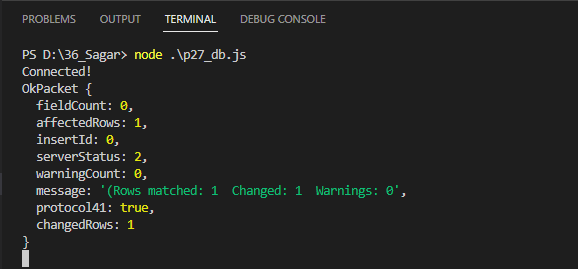 PROBLEMS OUTPUT TERMINAL DEBUG CONSOLE
PS D:\36_Sagar> node .\p27_db.js
Connected!
OkPacket {
  fieldCount: 0,
  affectedRows: 1,
  insertId: 0,
  serverStatus: 2,
  warningCount: 0,
  message: '(Rows matched: 1  Changed: 1  Warnings: 0',
  protocol41: true,
  changedRows: 1
}